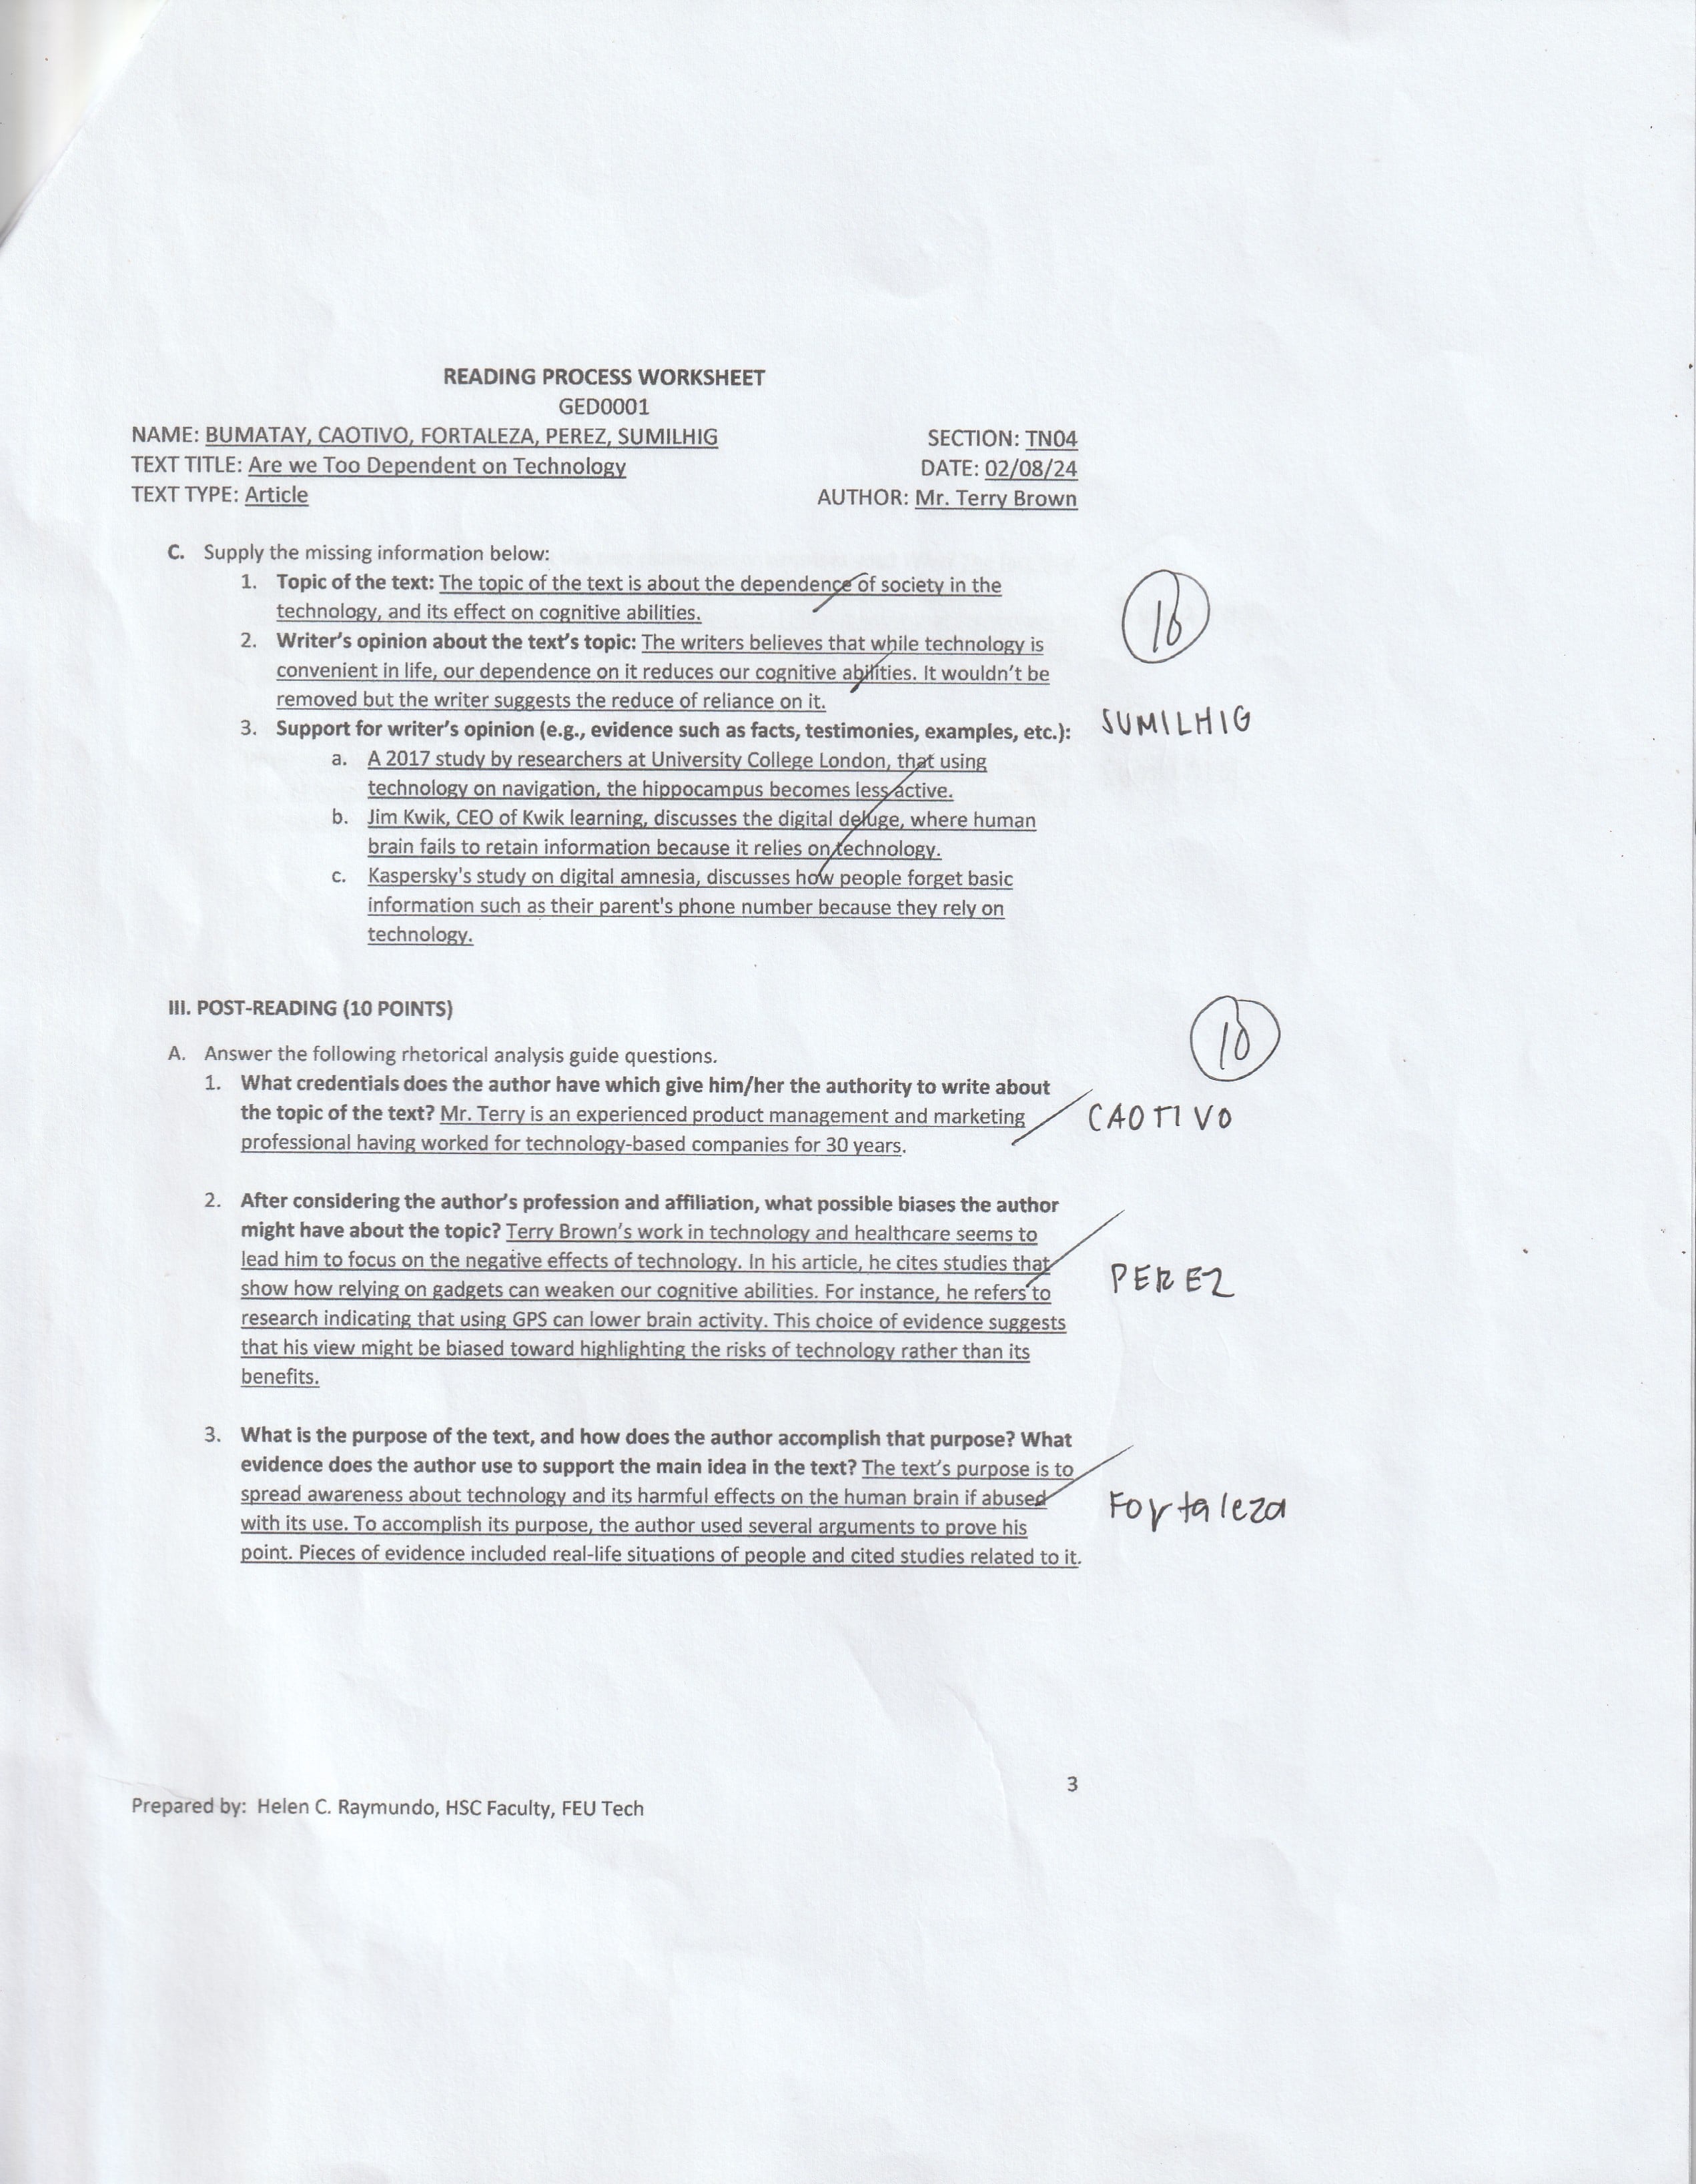 READING PROCESS WORKSHEET
GED0001
NAME: BUMATAY, CAOTIVO, FORTALEZA, PEREZ, SUMILHIG
SECTION: TN04
TEXT TITLE: Are we Too Dependent on Technology
DATE: 02/08/24
TEXT TYPE: Article
AUTHOR: Mr. Terry Brown
C. Supply the missing information below:
1. Topic of the text: The topic of the text is about the dependence of society in the
technology, and its effect on cognitive abilities.
10
2. Writer's opinion about the text's topic: The writers believes that while technology is
convenient in life, our dependence on it reduces our cognitive abilities. It wouldn't be
removed but the writer suggests the reduce of reliance on it.
3. Support for writer's opinion (e.g., evidence such as facts, testimonies, examples, etc.):
SUMILHIG
a. A 2017 study by researchers at University College London, that using
technology on navigation, the hippocampus becomes less active.
b. Jim Kwik, CEO of Kwik learning, discusses the digital deluge, where human
brain fails to retain information because it relies on technology.
c. Kaspersky's study on digital amnesia, discusses how people forget basic
information such as their parent's phone number because they rely on
technology.
III. POST-READING (10 POINTS)
10
A. Answer the following rhetorical analysis guide questions.
1. What credentials does the author have which give him/her the authority to write about
the topic of the text? Mr. Terry is an experienced product management and marketing
CAOTIVO
professional having worked for technology-based companies for 30 years.
2. After considering the author's profession and affiliation, what possible biases the author
might have about the topic? Terry Brown's work in technology and healthcare seems to
lead him to focus on the negative effects of technology. In his article, he cites studies that
PEREZ
show how relying on gadgets can weaken our cognitive abilities. For instance, he refers to
research indicating that using GPS can lower brain activity. This choice of evidence suggests
that his view might be biased toward highlighting the risks of technology rather than its
benefits.
3. What is the purpose of the text, and how does the author accomplish that purpose? What
evidence does the author use to support the main idea in the text? The text's purpose is to
spread awareness about technology and its harmful effects on the human brain if abused
Fortaleza
with its use. To accomplish its purpose, the author used several arguments to prove his
point. Pieces of evidence included real-life situations of people and cited studies related to it.
3
Prepared by: Helen C. Raymundo, HSC Faculty, FEU Tech